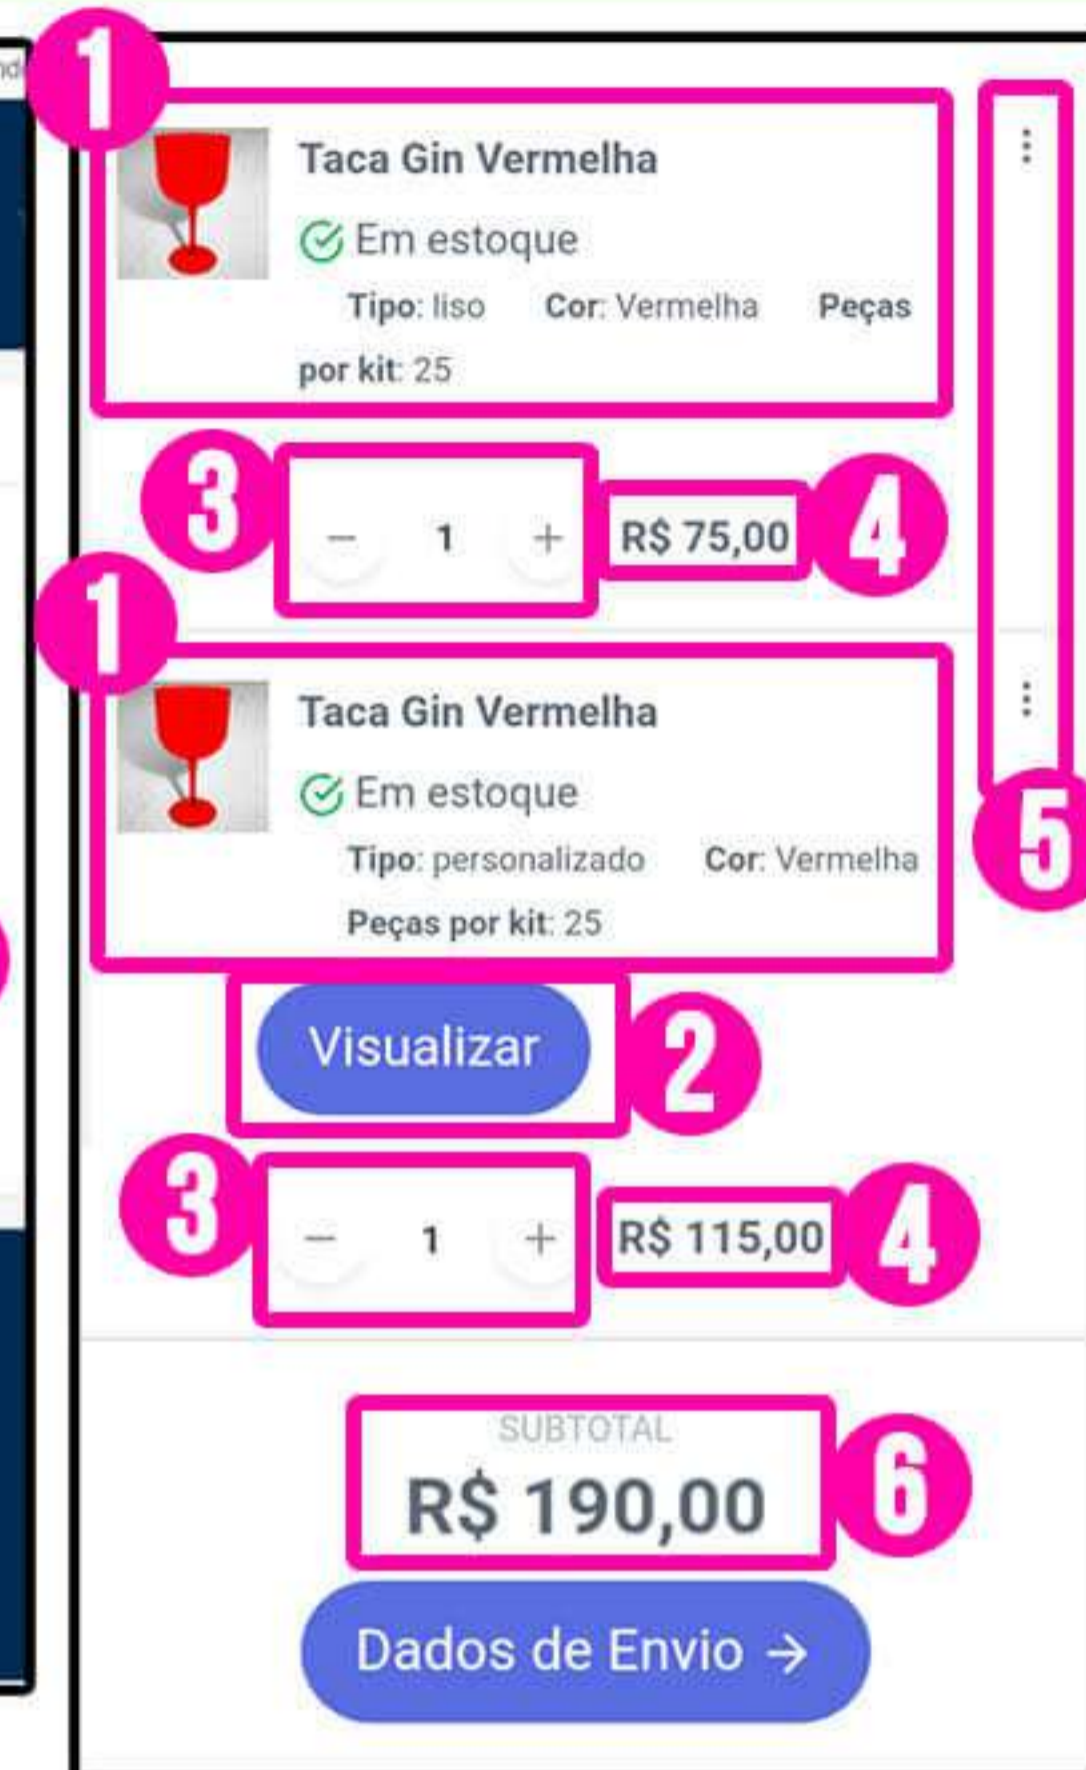 1
Taca Gin Vermelha
Em estoque
Tipo: liso Cor: Vermelha Peças
por kit: 25
3
− 1 +
R$ 75,00
4
1
Taca Gin Vermelha
Em estoque
Tipo: personalizado Cor: Vermelha
Peças por kit: 25
5
Visualizar
2
3
− 1 +
R$ 115,00
4
SUBTOTAL
R$ 190,00
6
Dados de Envio →